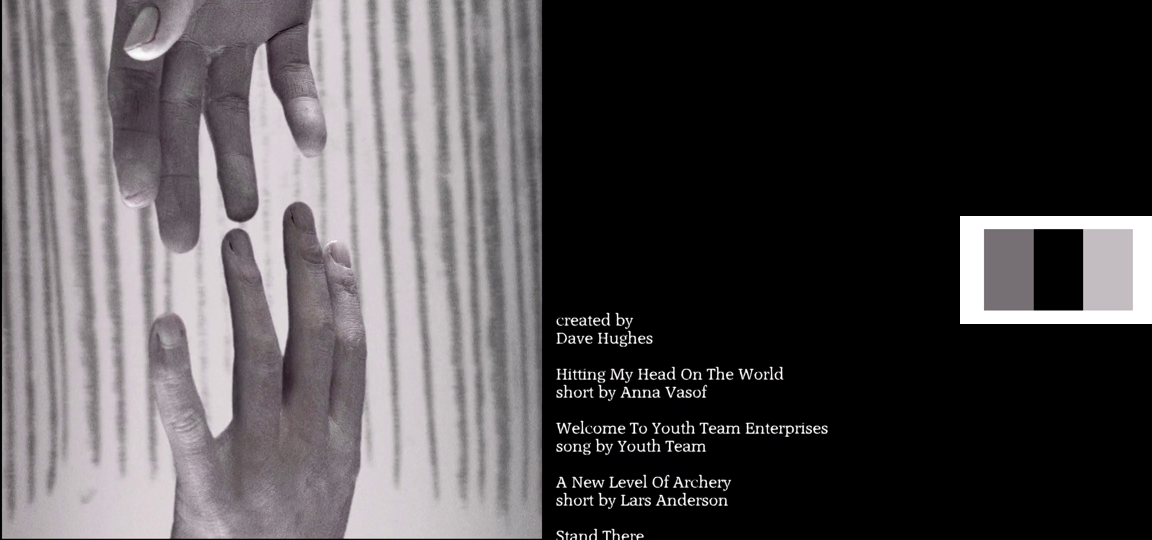 created by
Dave Hughes
Hitting My Head On The World
short by Anna Vasof
Welcome To Youth Team Enterprises
song by Youth Team
A New Level Of Archery
short by Lars Anderson
Stand There